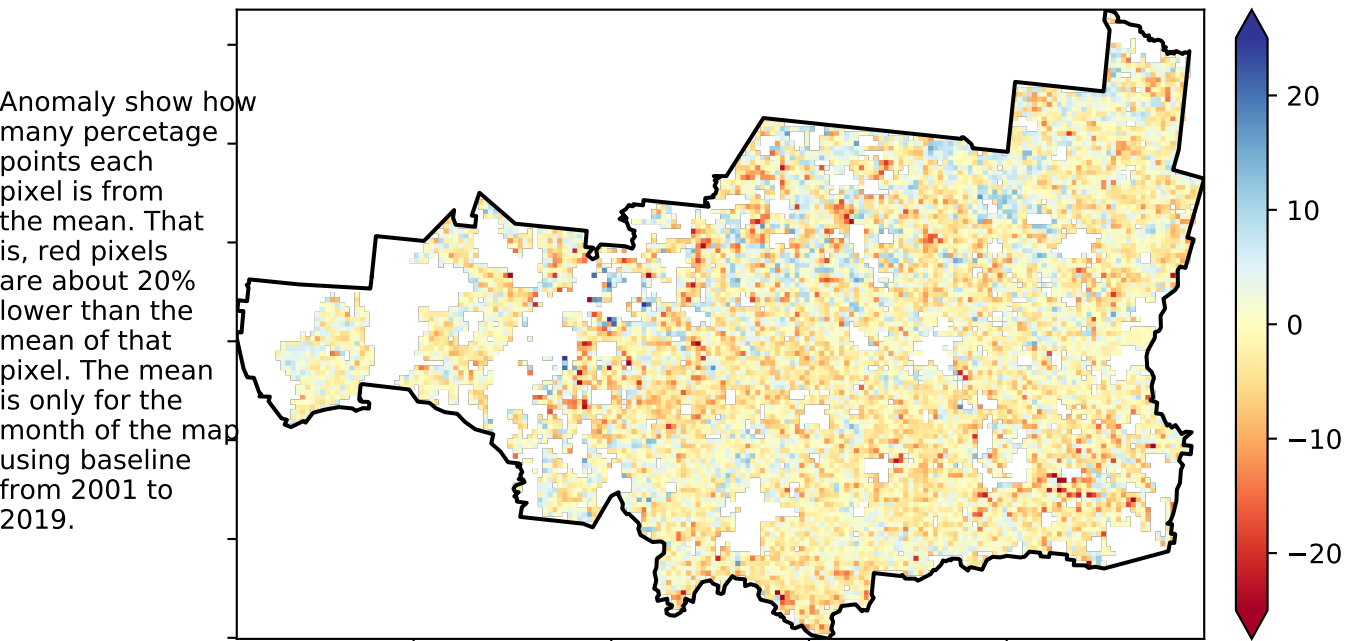 Anomaly show how
many percetage
points each
pixel is from
the mean. That
is, red pixels
are about 20%
lower than the
mean of that
pixel. The mean
is only for the
month of the map
using baseline
from 2001 to
2019.
20
10
0
−10
−20